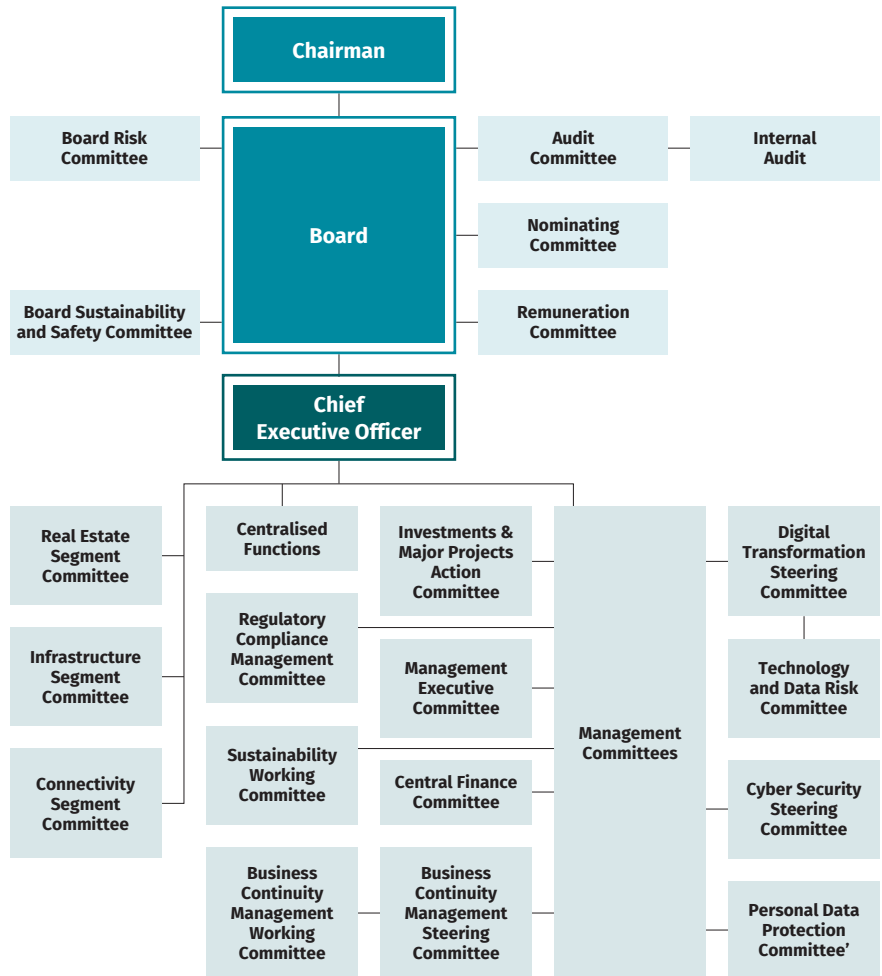 Chairman
Board Risk
Committee
Board
Audit
Committee
Internal
Audit
Nominating
Committee
Board Sustainability
and Safety Committee
Remuneration
Committee
Chief
Executive Officer
Real Estate
Segment
Committee
Infrastructure
Segment
Committee
Connectivity
Segment
Committee
Centralised
Functions
Regulatory
Compliance
Management
Committee
Sustainability
Working
Committee
Business
Continuity
Management
Working
Committee
Investments &
Major Projects
Action
Committee
Management
Executive
Committee
Central Finance
Committee
Business
Continuity
Management
Steering
Committee
Management
Committees
Digital
Transformation
Steering
Committee
Technology
and Data Risk
Committee
Cyber Security
Steering
Committee
Personal Data
Protection
Committee’